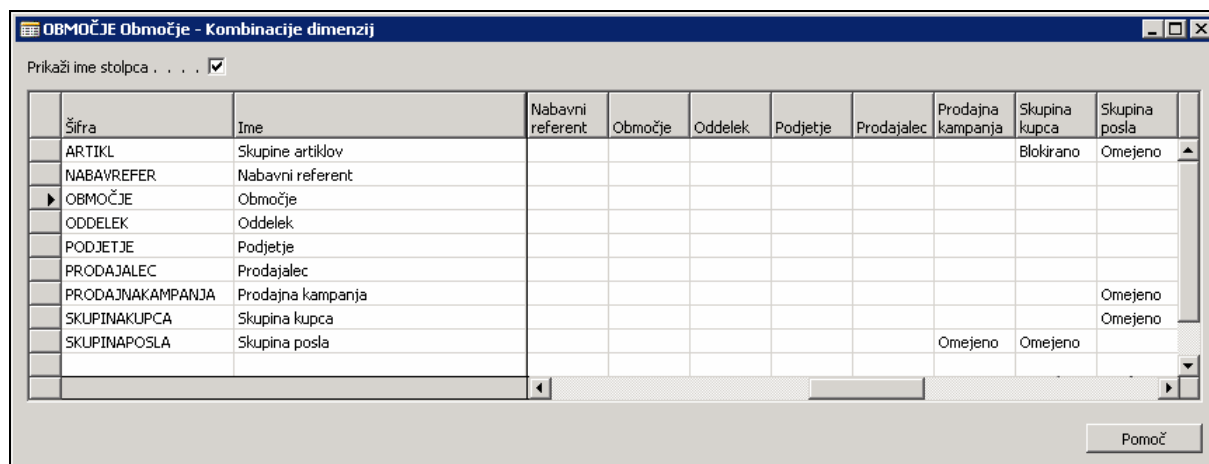 OBMOČJE Območje - Kombinacije dimenzij
Prikaži ime stolpca . . . .
Šifra Ime Nabavni referent Območje Oddelek Podjetje Prodajalec Prodajna kampanja Skupina kupca Skupina posla
ARTIKL Skupine artiklov Blokirano Omejeno
NABAVREFER Nabavni referent
OBMOČJE Območje
ODDELEK Oddelek
PODJETJE Podjetje
PRODAJALEC Prodajalec
PRODAJNAKAMPANJA Prodajna kampanja Omejeno
SKUPINAKUPCA Skupina kupca Omejeno
SKUPINAPOSLA Skupina posla Omejeno Omejeno
Pomoč